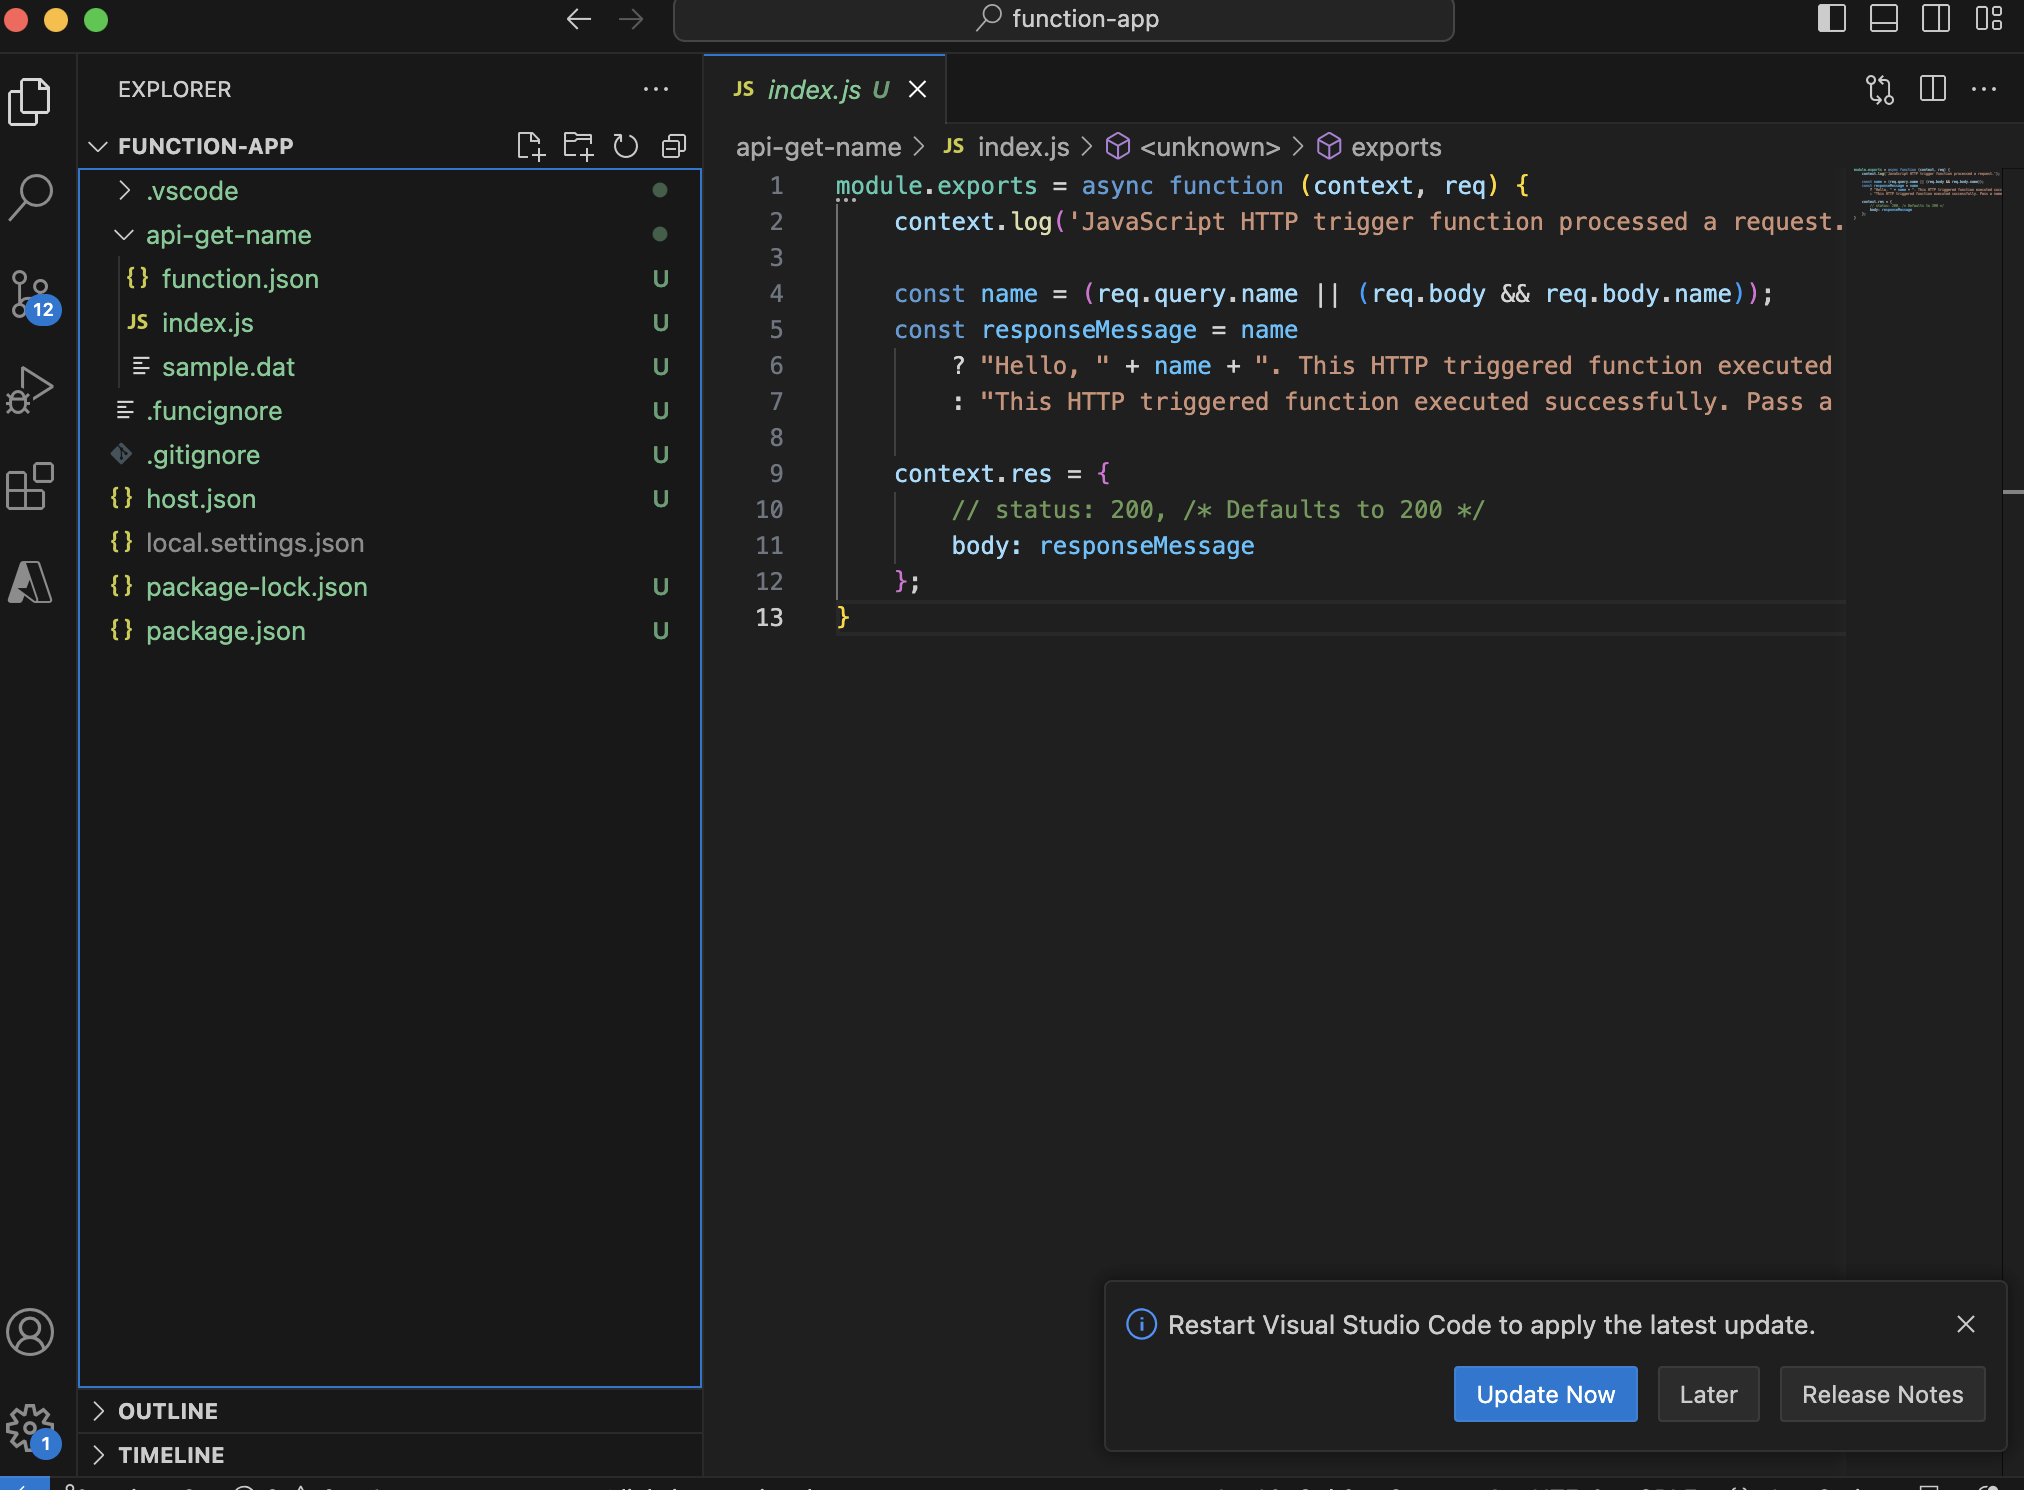 function-app
EXPLORER
FUNCTION-APP
.vscode
api-get-name
{} function.json U
JS index.js U
sample.dat U
.funcignore U
.gitignore U
{} host.json U
{} local.settings.json
{} package-lock.json U
{} package.json U
12
1
OUTLINE
TIMELINE
JS index.js U
api-get-name > JS index.js > <unknown> > exports
1 module.exports = async function (context, req) {
2 context.log('JavaScript HTTP trigger function processed a request.
3
4 const name = (req.query.name || (req.body && req.body.name));
5 const responseMessage = name
6 ? "Hello, " + name + ". This HTTP triggered function executed
7 : "This HTTP triggered function executed successfully. Pass a
8
9 context.res = {
10 // status: 200, /* Defaults to 200 */
11 body: responseMessage
12 };
13 }
Restart Visual Studio Code to apply the latest update.
Update Now
Later
Release Notes